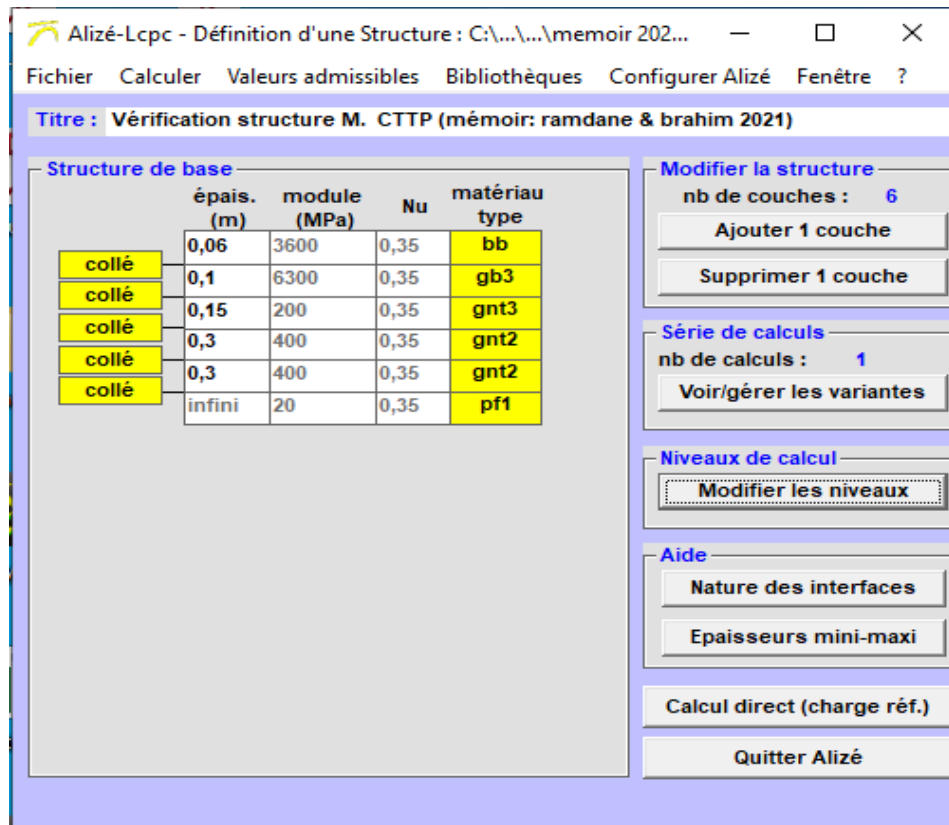 Alizé-Lcpc - Définition d'une Structure : C:\...\...\memoir 202...
Fichier Calculer Valeurs admissibles Bibliothèques Configurer Alizé Fenêtre ?
Titre : Vérification structure M. CTTP (mémoir: ramdane & brahim 2021)
Structure de base
épais. (m) module (MPa) Nu matériau type
0,06 3600 0,35 bb
collé
0,1 6300 0,35 gb3
collé
0,15 200 0,35 gnt3
collé
0,3 400 0,35 gnt2
collé
0,3 400 0,35 gnt2
collé
infini 20 0,35 pf1
Modifier la structure
nb de couches : 6
Ajouter 1 couche
Supprimer 1 couche
Série de calculs
nb de calculs : 1
Voir/gérer les variantes
Niveaux de calcul
Modifier les niveaux
Aide
Nature des interfaces
Epaisseurs mini-maxi
Calcul direct (charge réf.)
Quitter Alizé